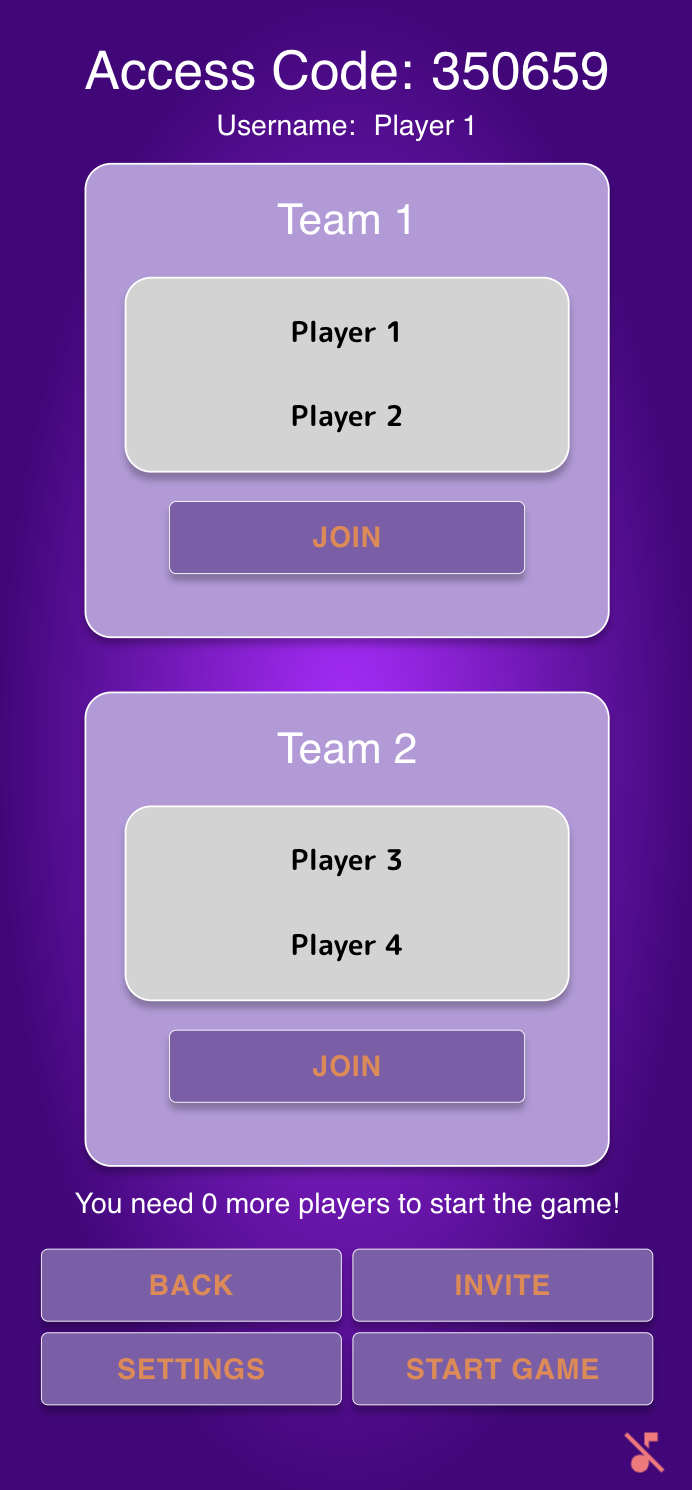 Access Code: 350659
Username: Player 1
Team 1
Player 1
Player 2
JOIN
Team 2
Player 3
Player 4
JOIN
You need 0 more players to start the game!
BACK
INVITE
SETTINGS
START GAME